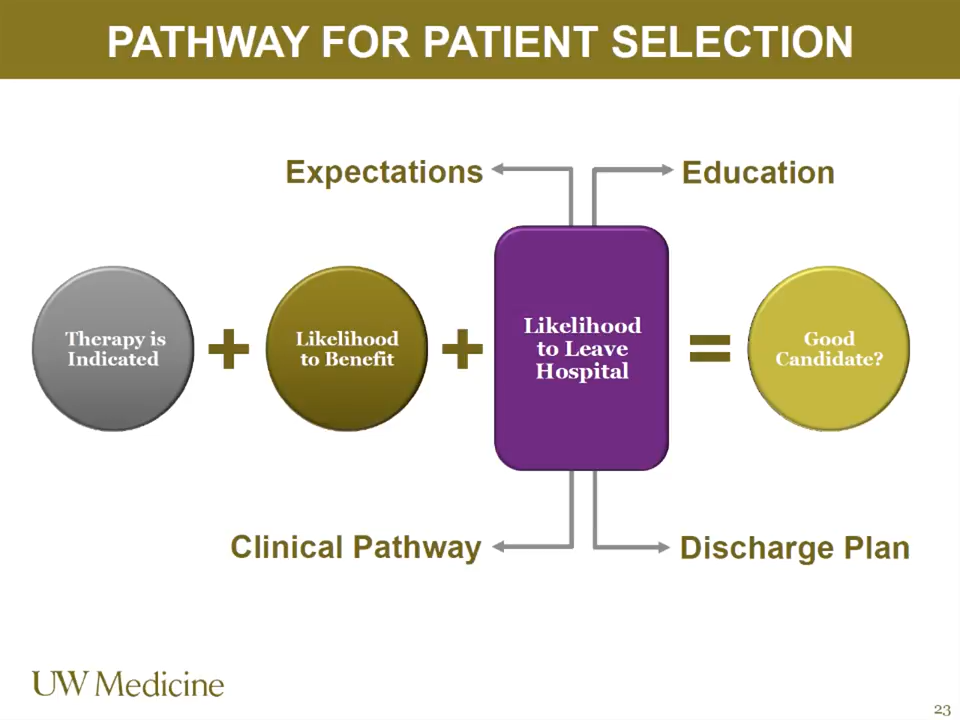 PATHWAY FOR PATIENT SELECTION
Expectations
Education
Therapy is
Indicated
+
Likelihood
to Benefit
+
Likelihood
to Leave
Hospital
=
Good
Candidate?
Clinical Pathway
Discharge Plan
UW Medicine
23